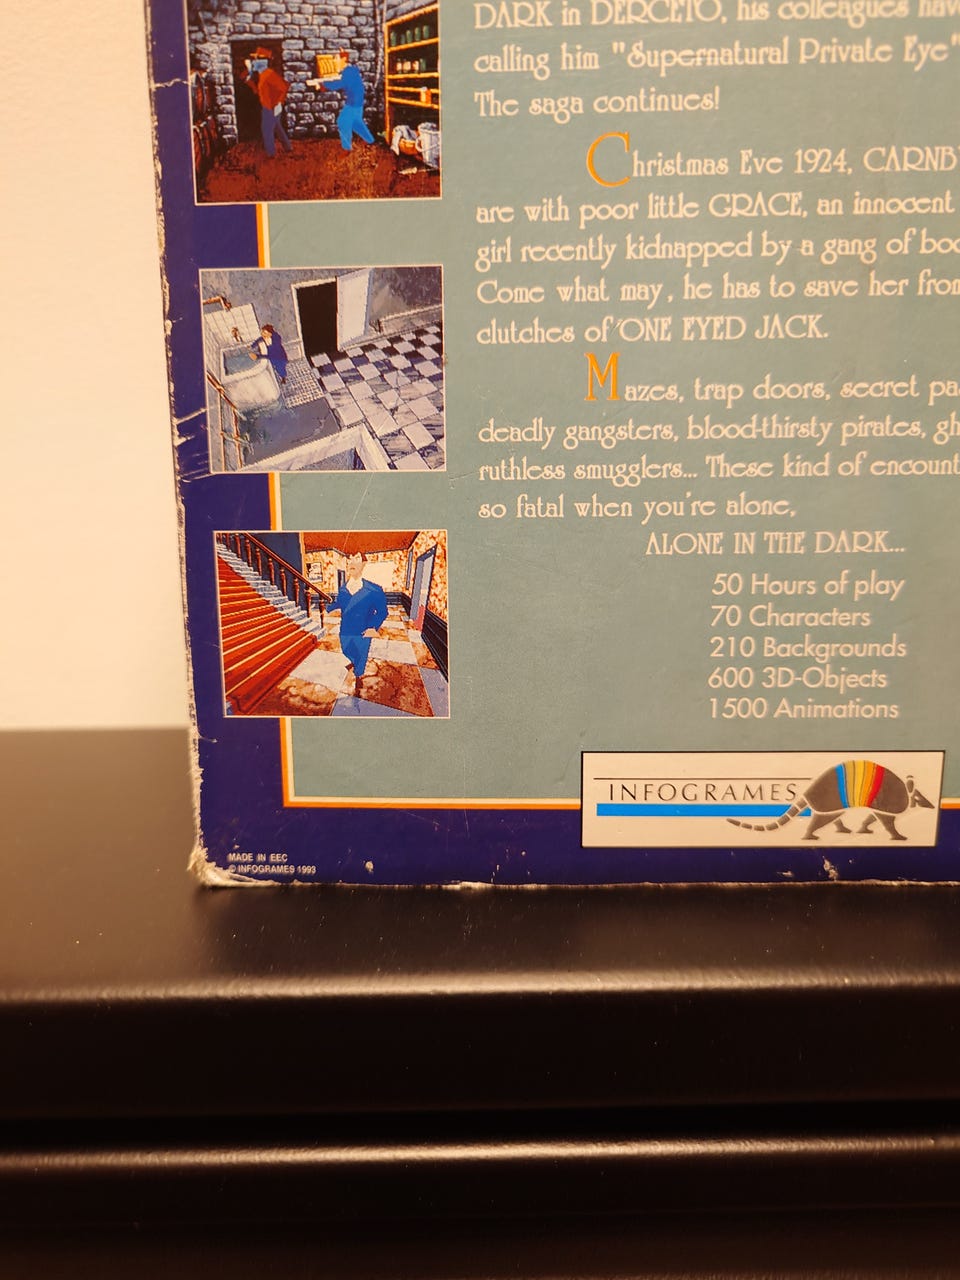 DARK in DERCETO, his colleagues have
calling him "Supernatural Private Eye"
The saga continues!
Christmas Eve 1924, CARNBY
are with poor little GRACE, an innocent
girl recently kidnapped by a gang of
Come what may, he has to save her from
clutches of ONE EYED JACK.
Mazes, trap doors, secret
deadly gangsters, blood-thirsty pirates,
ruthless smugglers... These kind of
so fatal when you're alone,
ALONE IN THE DARK...
50 Hours of play
70 Characters
210 Backgrounds
600 3D-Objects
1500 Animations
INFOGRAMES
MADE IN EEC
© INFOGRAMES 1993